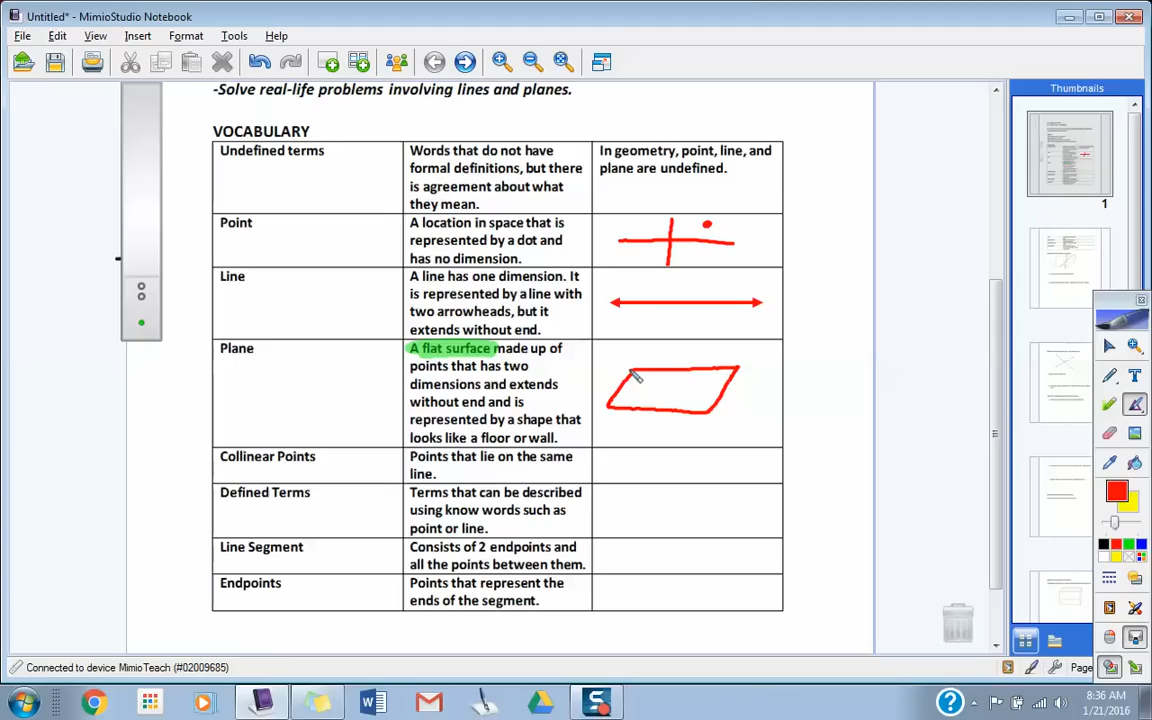 Untitled* - MimioStudio Notebook
File Edit View Insert Format Tools Help
-Solve real-life problems involving lines and planes.
VOCABULARY
Undefined terms
Words that do not have
formal definitions, but there
is agreement about what
they mean.
In geometry, point, line, and
plane are undefined.
Point
A location in space that is
represented by a dot and
has no dimension.
Line
A line has one dimension. It
is represented by a line with
two arrowheads, but it
extends without end.
Plane
A flat surface made up of
points that has two
dimensions and extends
without end and is
represented by a shape that
looks like a floor or wall.
Collinear Points
Points that lie on the same
line.
Defined Terms
Terms that can be described
using know words such as
point or line.
Line Segment
Consists of 2 endpoints and
all the points between them.
Endpoints
Points that represent the
ends of the segment.
Thumbnails
1
Connected to device MimioTeach (#02009685)
Page
8:36 AM
1/21/2016